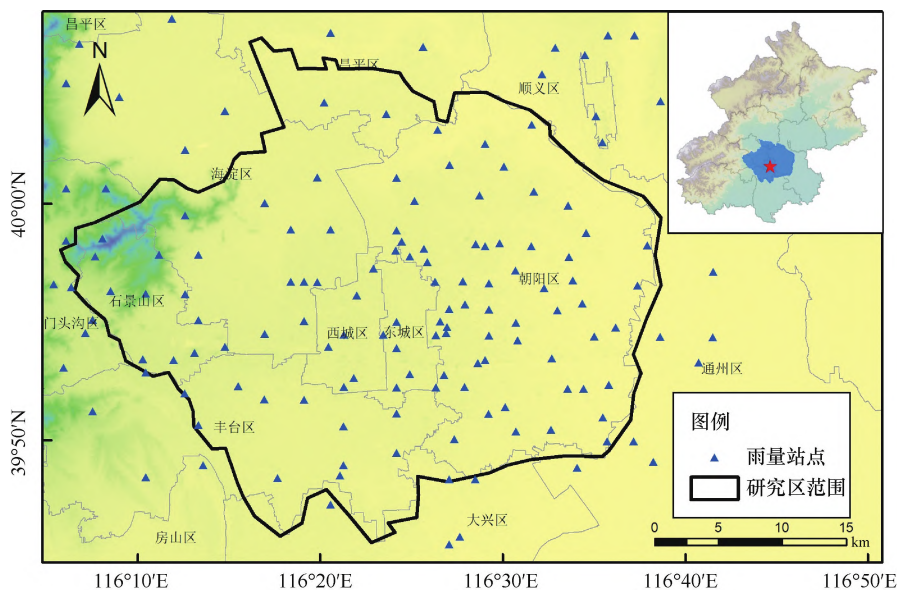 昌平区
N
昌平区
顺义区
海淀区
40°00′N
朝阳区
石景山区
门头沟区
西城区
东城区
通州区
图例
雨量站点
研究区范围
丰台区
39°50′N
大兴区
房山区
0 5 10 15
km
116°10′E 116°20′E 116°30′E 116°40′E 116°50′E